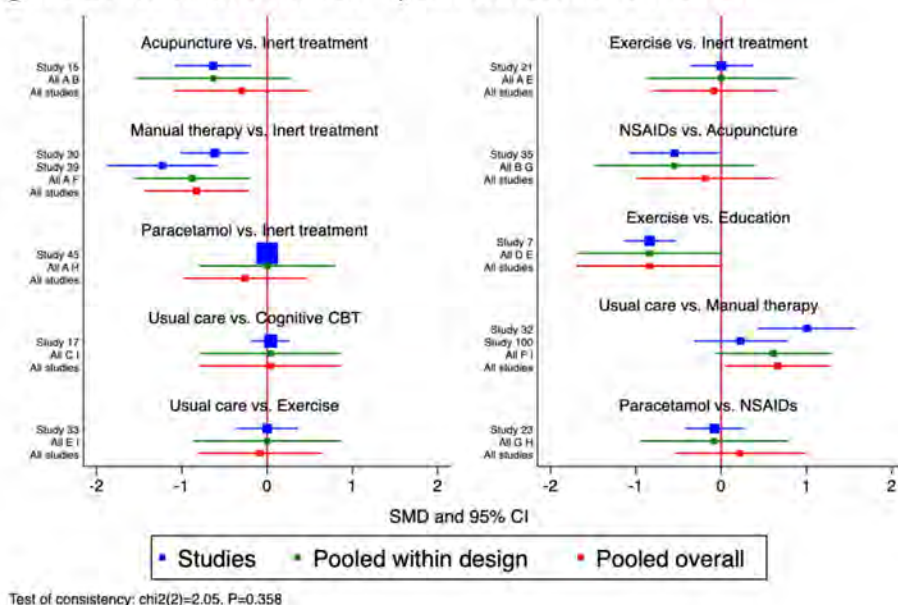 Acupuncture vs. Inert treatment
Study 15
All A B
All studies
Manual therapy vs. Inert treatment
Study 30
Study 39
All A F
All studies
Paracetamol vs. Inert treatment
Study 45
All A H
All studies
Usual care vs. Cognitive CBT
Study 17
All C I
All studies
Usual care vs. Exercise
Study 33
All E I
All studies
-2 -1 0 1 2
Exercise vs. Inert treatment
Study 21
All A E
All studies
NSAIDs vs. Acupuncture
Study 35
All B G
All studies
Exercise vs. Education
Study 7
All D E
All studies
Usual care vs. Manual therapy
Study 32
Study 100
All F I
All studies
Paracetamol vs. NSAIDs
Study 23
All G H
All studies
-2 -1 0 1 2
SMD and 95% CI
Studies Pooled within design Pooled overall
Test of consistency: chi2(2)=2.05, P=0.358